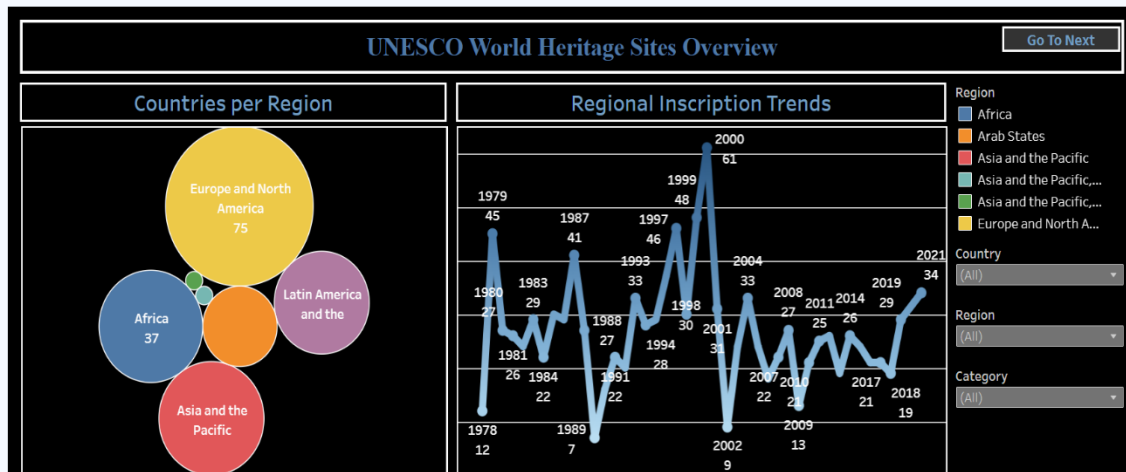 UNESCO World Heritage Sites Overview
Go To Next
Countries per Region
Regional Inscription Trends
Europe and North
America
75
Latin America
and the
Africa
37
Asia and the
Pacific
2000
61
1999
48
1979
45
1987
41
1997
46
1993
33
2004
33
2021
34
1980
27
1983
29
1988
27
1998
30
2001
31
2008
27
2011
25
2014
26
2019
29
1981
26
1984
22
1991
22
1994
28
2007
22
2010
21
2017
21
2018
19
1978
12
1989
7
2002
9
2009
13
Region
Africa
Arab States
Asia and the Pacific
Asia and the Pacific,...
Asia and the Pacific,...
Europe and North A...
Country
(All)
Region
(All)
Category
(All)